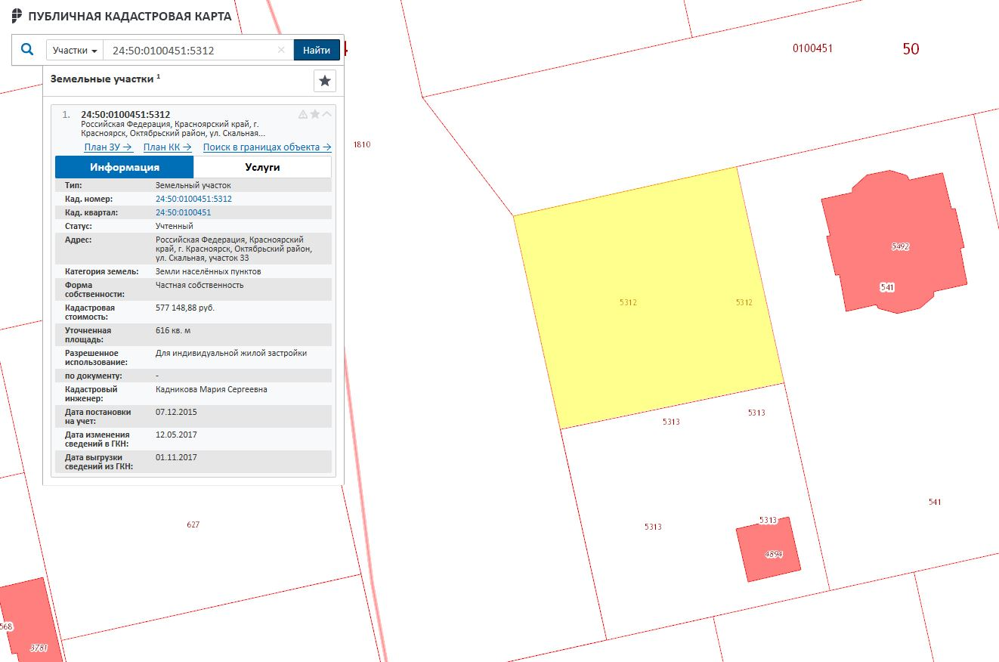 ПУБЛИЧНАЯ КАДАСТРОВАЯ КАРТА
Участки
24:50:0100451:5312
Найти
Земельные участки 1
1.
24:50:0100451:5312
Российская Федерация, Красноярский край, г.
Красноярск, Октябрьский район, ул. Скальная...
План ЗУ → План КК → Поиск в границах объекта →
Информация Услуги
Тип: Земельный участок
Кад. номер: 24:50:0100451:5312
Кад. квартал: 24:50:0100451
Статус: Учтенный
Адрес: Российская Федерация, Красноярский
край, г. Красноярск, Октябрьский район,
ул. Скальная, участок 33
Категория земель: Земли населённых пунктов
Форма
собственности:
Частная собственность
Кадастровая
стоимость:
577 148,88 руб.
Уточненная
площадь:
616 кв. м
Разрешенное
использование:
Для индивидуальной жилой застройки
по документу: -
Кадастровый
инженер:
Кадникова Мария Сергеевна
Дата постановки
на учет:
07.12.2015
Дата изменения
сведений в ГКН:
12.05.2017
Дата выгрузки
сведений из ГКН:
01.11.2017
0100451
50
1810
5492
541
5312
5312
5313
5313
541
5313
5313
4894
627
568
3781